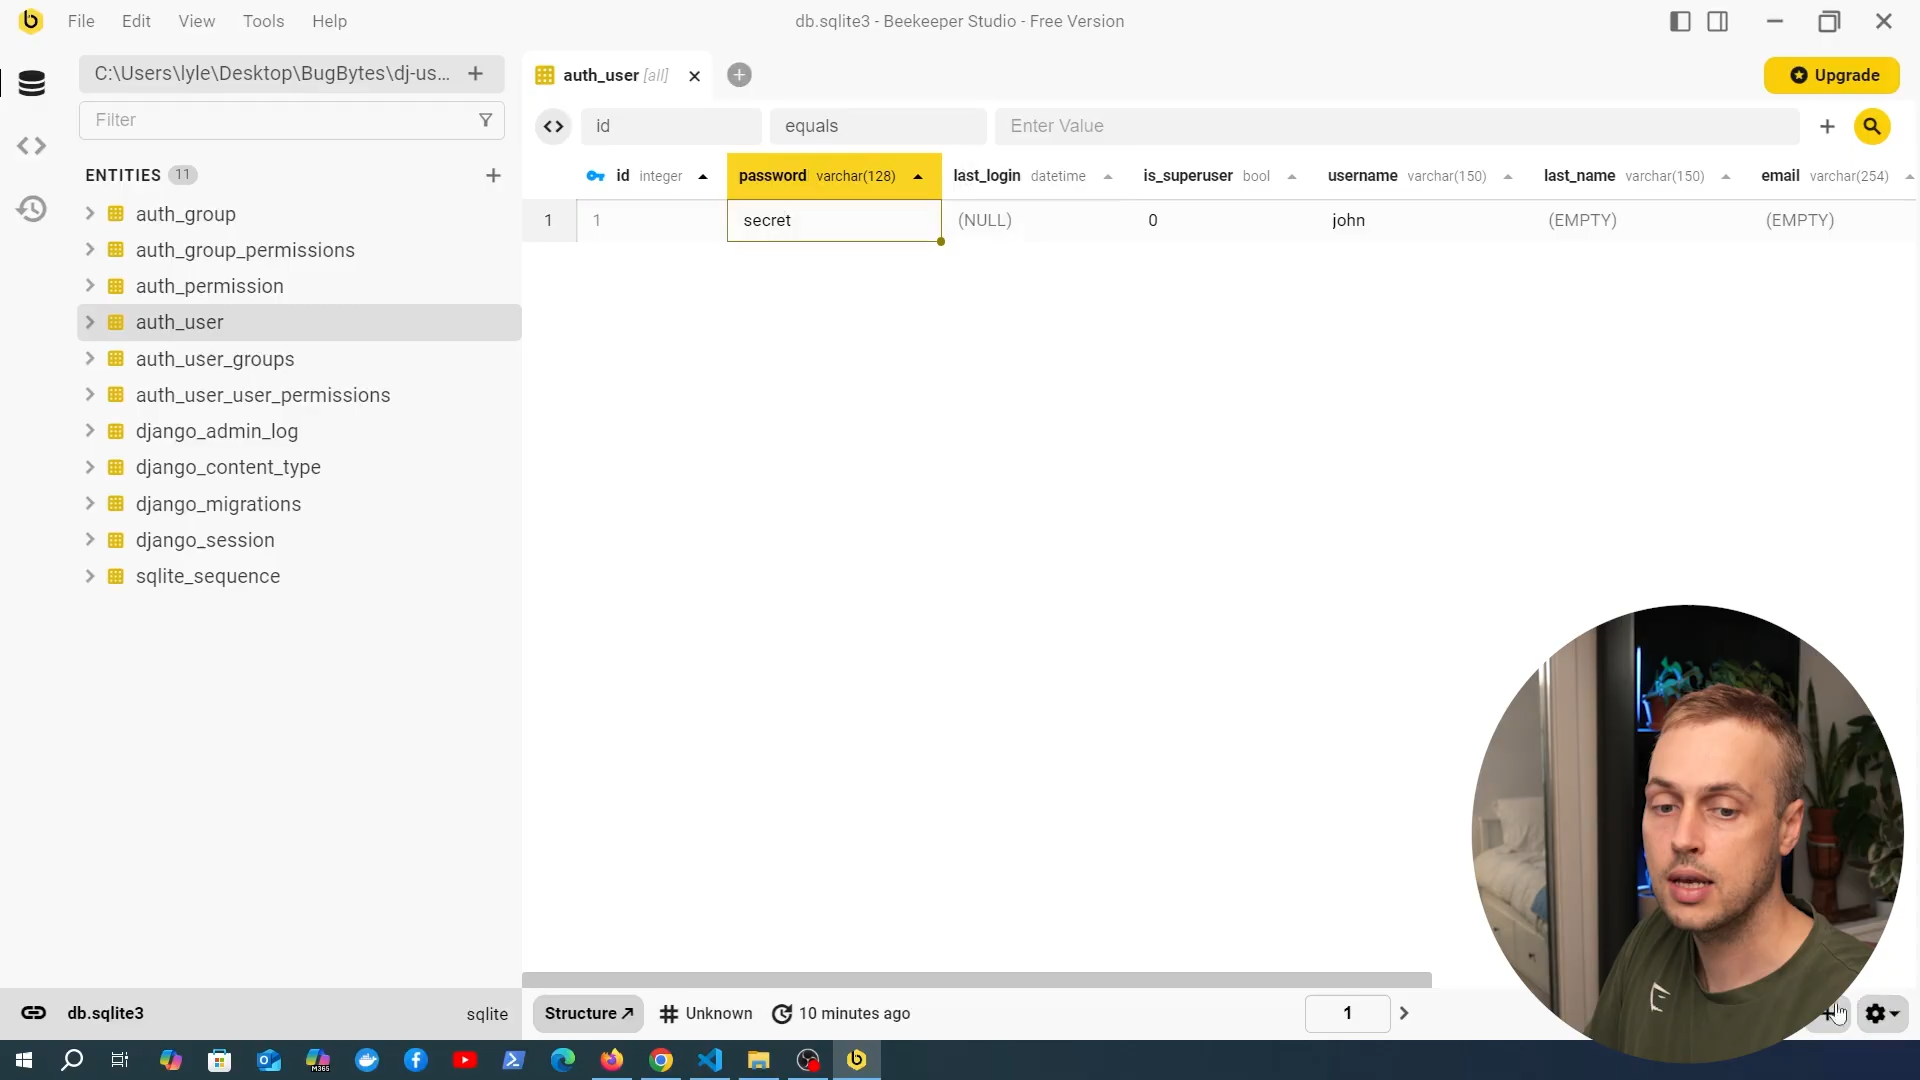 File Edit View Tools Help
db.sqlite3 - Beekeeper Studio - Free Version
C:\Users\lyle\Desktop\BugBytes\dj-us...
Filter
ENTITIES 11
auth_group
auth_group_permissions
auth_permission
auth_user
auth_user_groups
auth_user_user_permissions
django_admin_log
django_content_type
django_migrations
django_session
sqlite_sequence
db.sqlite3 sqlite
auth_user [all]
Upgrade
id equals Enter Value
id integer password varchar(128) last_login datetime is_superuser bool username varchar(150) last_name varchar(150) email varchar(254)
1 1 secret (NULL) 0 john (EMPTY) (EMPTY)
Structure Unknown 10 minutes ago 1
M365